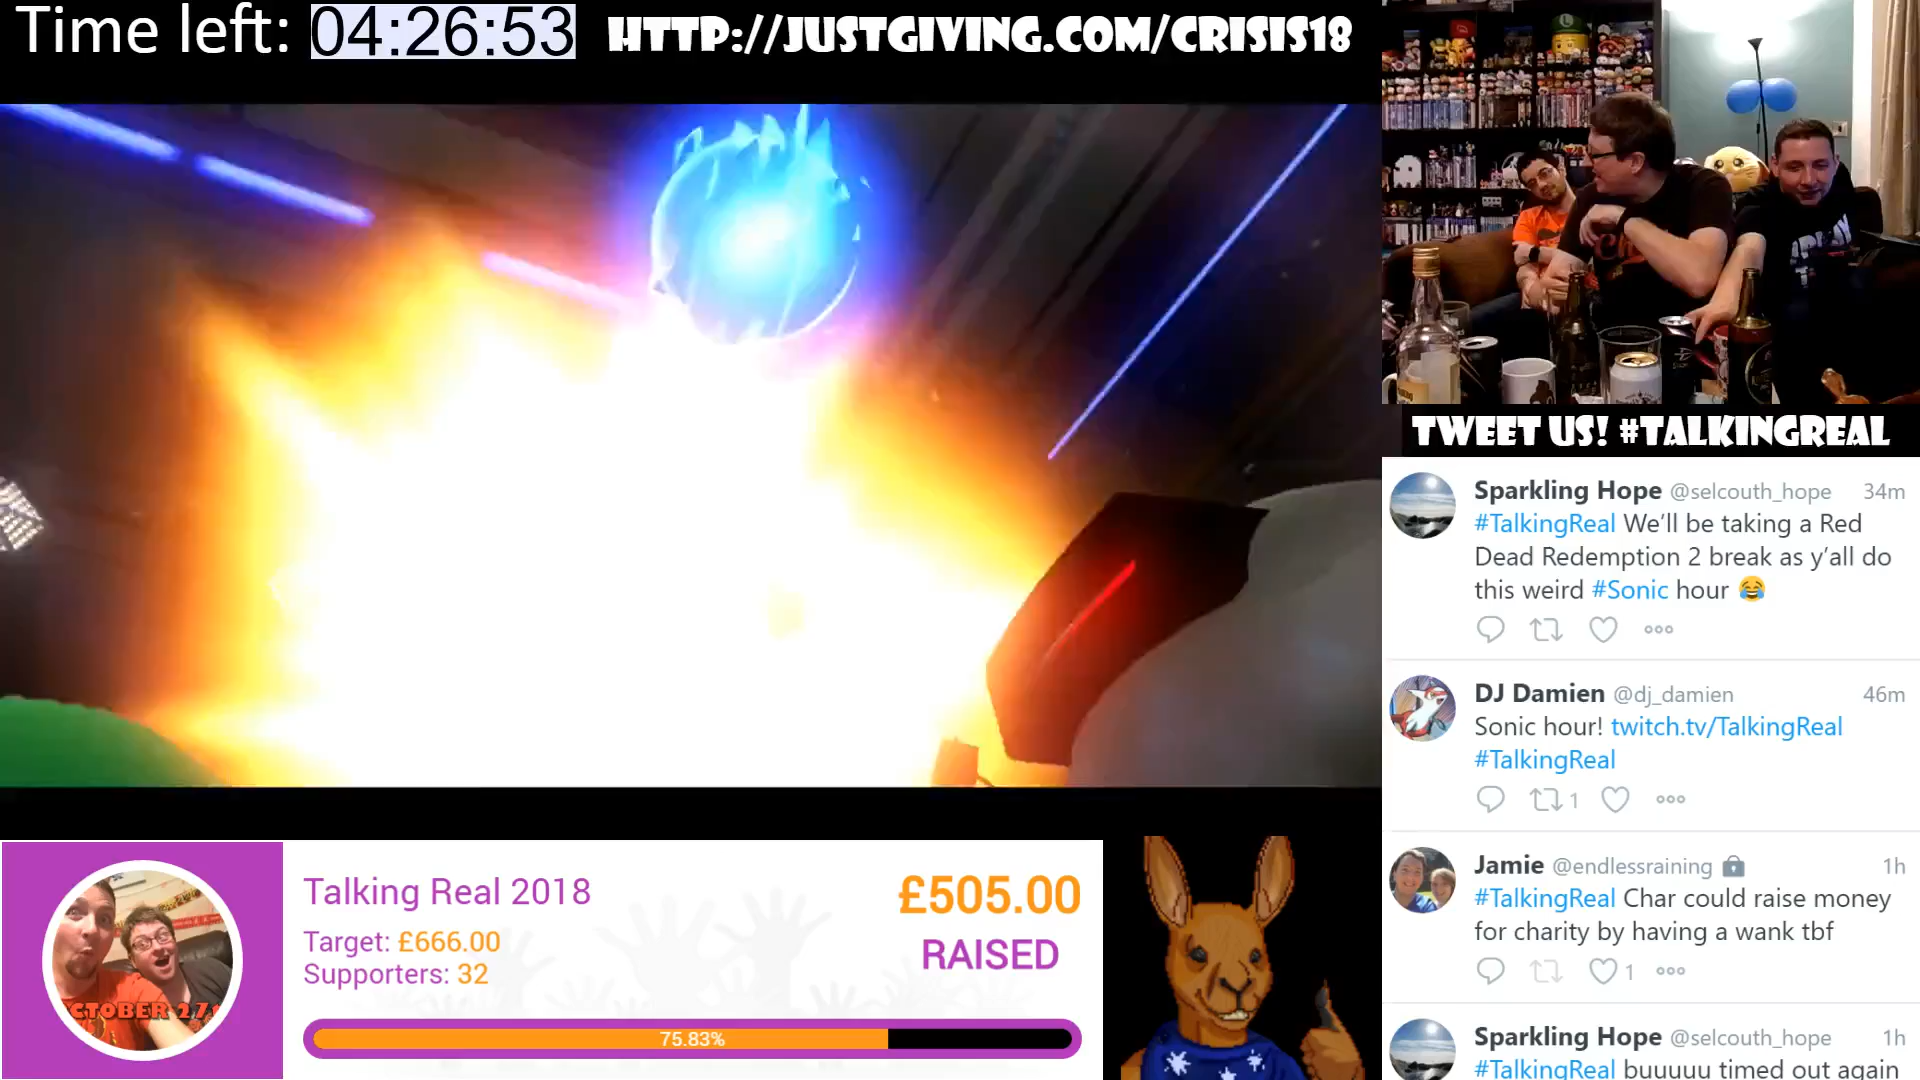 Time left: 04:26:53
HTTP://JUSTGIVING.COM/CRISIS18
TWEET US! #TALKINGREAL
Sparkling Hope @selcouth_hope 34m
#TalkingReal We'll be taking a Red
Dead Redemption 2 break as y'all do
this weird #Sonic hour 😂
DJ Damien @dj_damien 46m
Sonic hour! twitch.tv/TalkingReal
#TalkingReal
1
Jamie @endlessraining 1h
#TalkingReal Char could raise money
for charity by having a wank tbf
1
Sparkling Hope @selcouth_hope 1h
#TalkingReal buuuuu timed out again
Talking Real 2018
Target: £666.00
Supporters: 32
£505.00
RAISED
75.83%
CTOBER 27